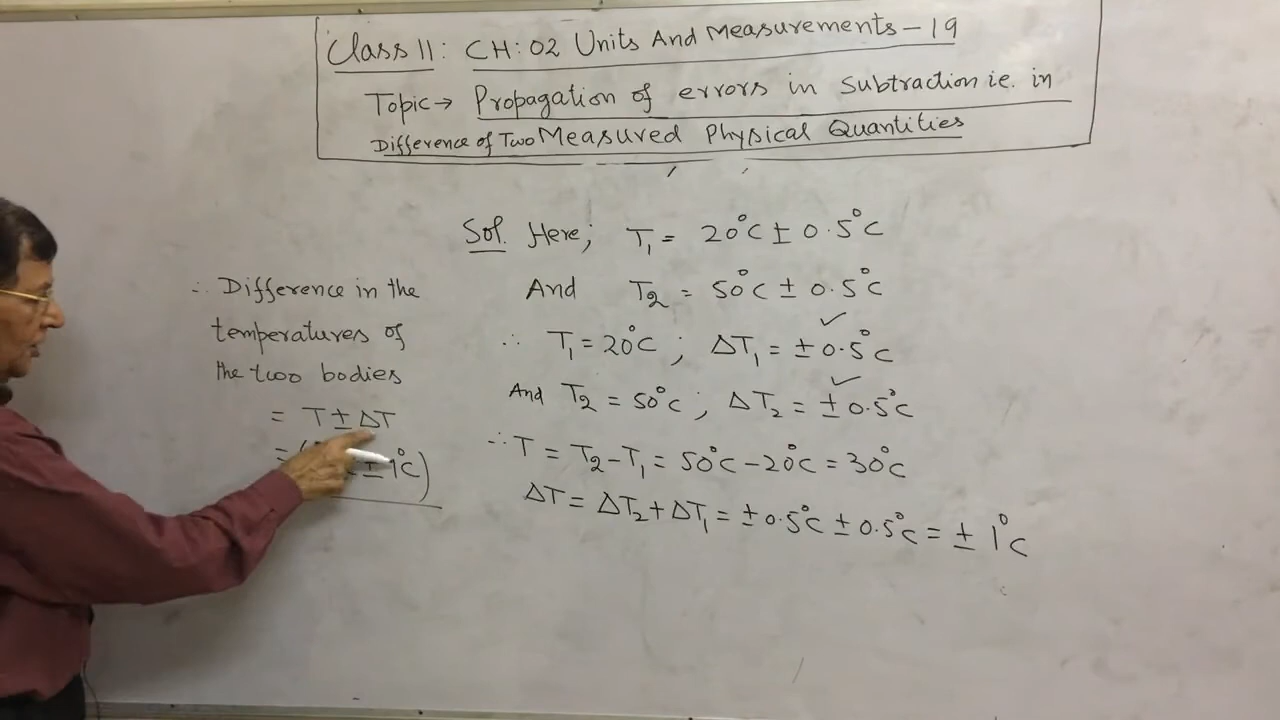 Class 11: CH: 02 Units And Measurements - 19
Topic → Propagation of errors in subtraction ie. in
Difference of Two Measured Physical Quantities
Sol. Here; T₁ = 20°C ± 0.5°C
And T₂ = 50°C ± 0.5°C
∴ T₁ = 20°C ; ΔT₁ = ± 0.5°C
And T₂ = 50°C ; ΔT₂ = ± 0.5°C
∴ T = T₂ - T₁ = 50°C - 20°C = 30°C
ΔT = ΔT₂ + ΔT₁ = ± 0.5°C ± 0.5°C = ± 1°C
∴ Difference in the
temperatures of
the two bodies
= T ± ΔT
= ( ± 1°C)